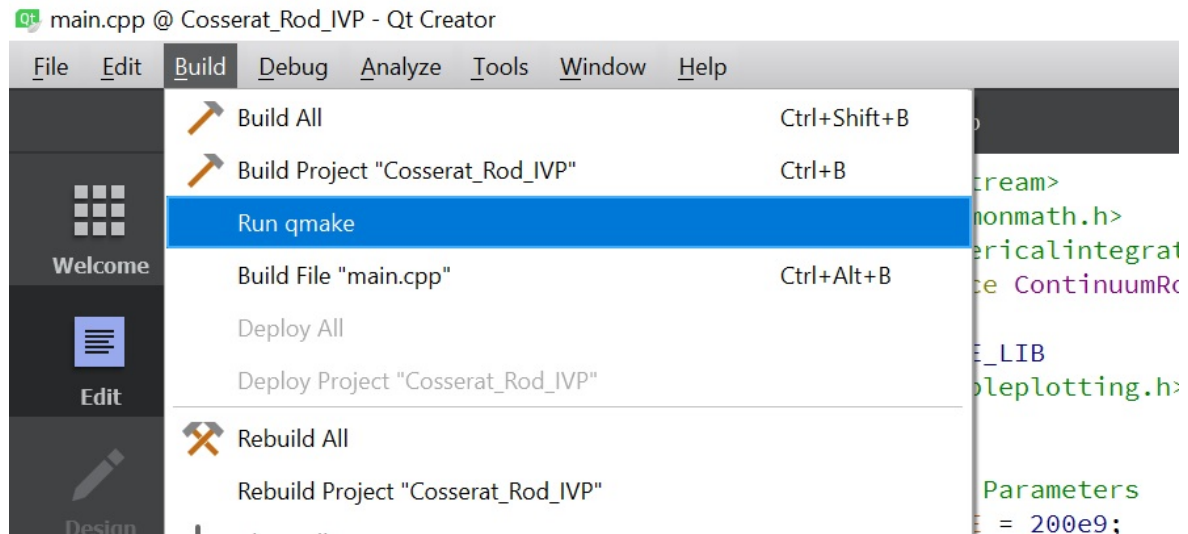 main.cpp @ Cosserat_Rod_IVP - Qt Creator
File Edit Build Debug Analyze Tools Window Help
Build All Ctrl+Shift+B
Build Project "Cosserat_Rod_IVP" Ctrl+B
Run qmake
Build File "main.cpp" Ctrl+Alt+B
Deploy All
Deploy Project "Cosserat_Rod_IVP"
Rebuild All
Rebuild Project "Cosserat_Rod_IVP"
Welcome
Edit
Design
tream>
monmath.h>
ericalintegrat
ce ContinuumRo
E_LIB
pleplotting.h>
Parameters
E = 200e9;